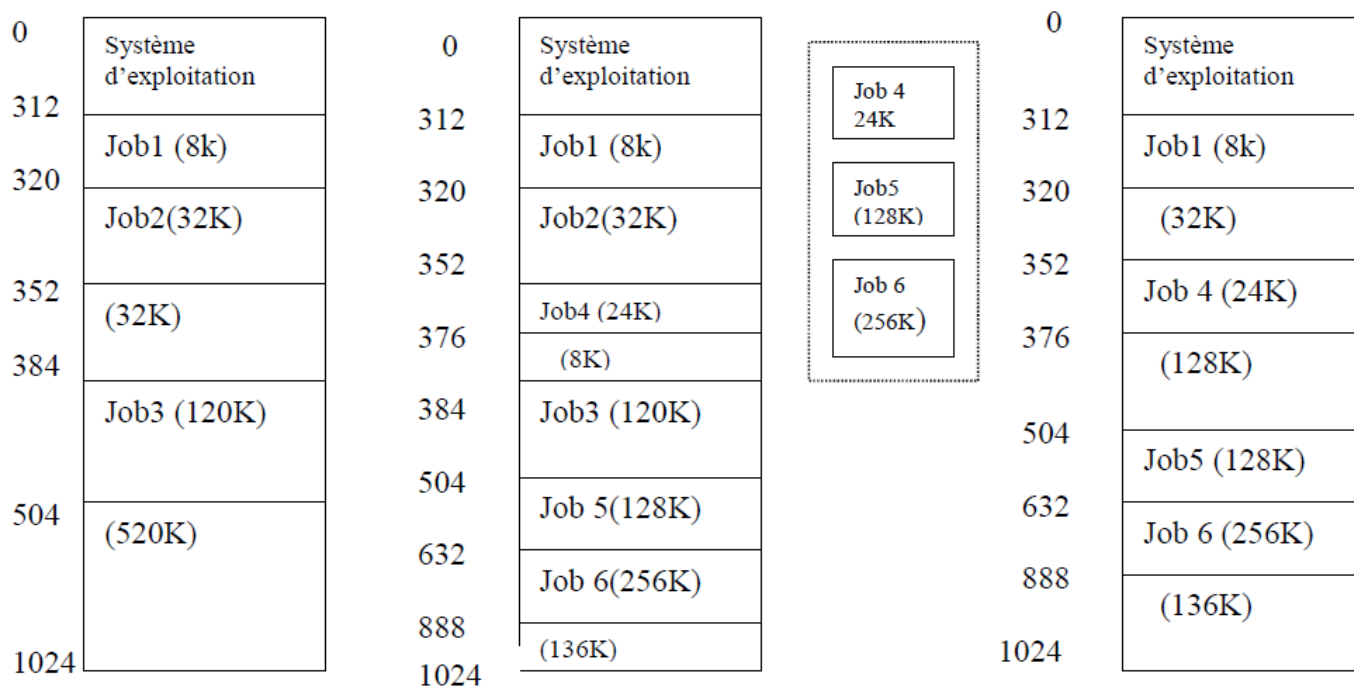 0
Système
d'exploitation
312
Job1 (8k)
320
Job2(32K)
352
(32K)
384
Job3 (120K)
504
(520K)
1024
0
Système
d'exploitation
312
Job1 (8k)
320
Job2(32K)
352
Job4 (24K)
376
(8K)
384
Job3 (120K)
504
Job 5(128K)
632
Job 6(256K)
888
(136K)
1024
Job 4
24K
Job5
(128K)
Job 6
(256K)
0
Système
d'exploitation
312
Job1 (8k)
320
(32K)
352
Job 4 (24K)
376
(128K)
504
Job5 (128K)
632
Job 6 (256K)
888
(136K)
1024